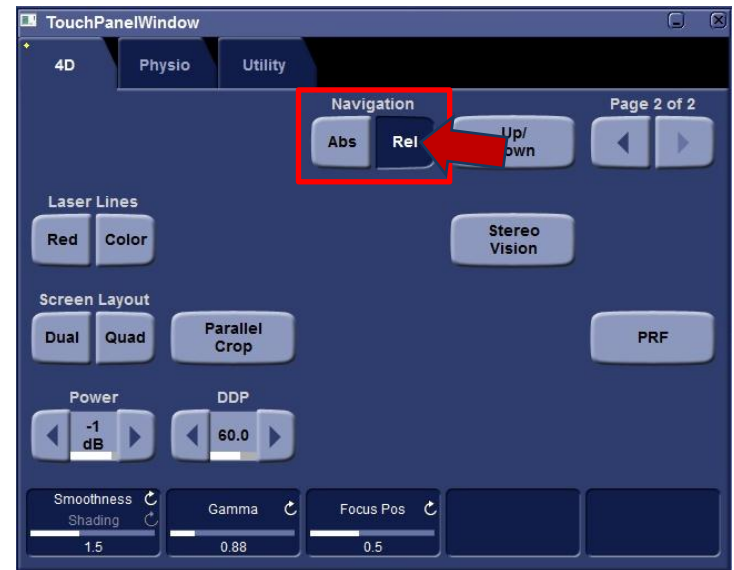 TouchPanelWindow
4D Physio Utility
Navigation Page 2 of 2
Abs Rel Up/
own
Laser Lines
Red Color
Stereo
Vision
Screen Layout
Dual Quad
Parallel
Crop
PRF
Power DDP
-1
dB
60.0
Smoothness
Shading
1.5
Gamma
0.88
Focus Pos
0.5